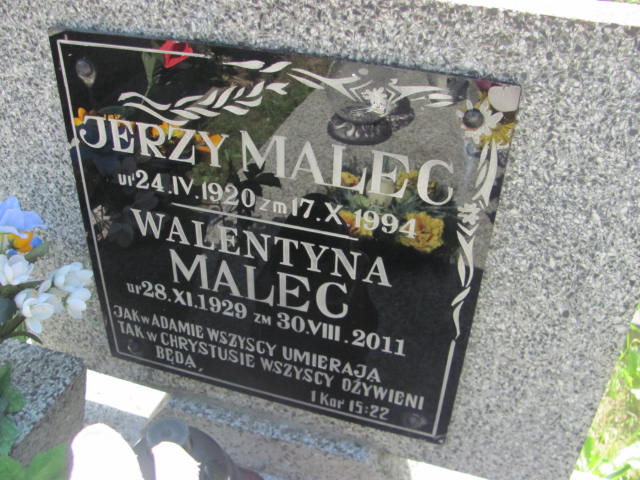 JERZY MALEC
ur 24.IV.1920 zm 17.X 1994
WALENTYNA
MALEC
ur 28.XI.1929 ZM 30.VIII.2011
JAK W ADAMIE WSZYSCY UMIERAJĄ
TAK W CHRYSTUSIE WSZYSCY OŻYWIENI
BĘDĄ,
1 Kor 15:22